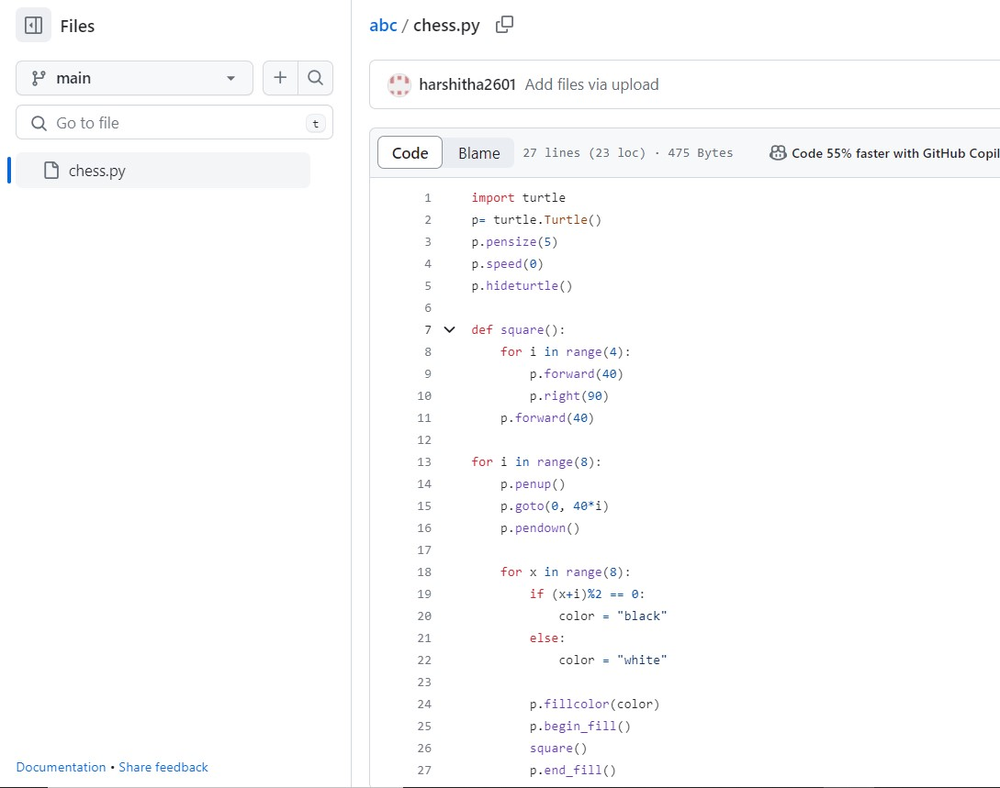 Files
main
Go to file
t
chess.py
Documentation • Share feedback
abc / chess.py
harshitha2601 Add files via upload
Code Blame 27 lines (23 loc) · 475 Bytes Code 55% faster with GitHub Copil
1 import turtle
2 p= turtle.Turtle()
3 p.pensize(5)
4 p.speed(0)
5 p.hideturtle()
6
7 def square():
8     for i in range(4):
9         p.forward(40)
10         p.right(90)
11     p.forward(40)
12
13 for i in range(8):
14     p.penup()
15     p.goto(0, 40*i)
16     p.pendown()
17
18     for x in range(8):
19         if (x+i)%2 == 0:
20             color = "black"
21         else:
22             color = "white"
23
24         p.fillcolor(color)
25         p.begin_fill()
26         square()
27         p.end_fill()